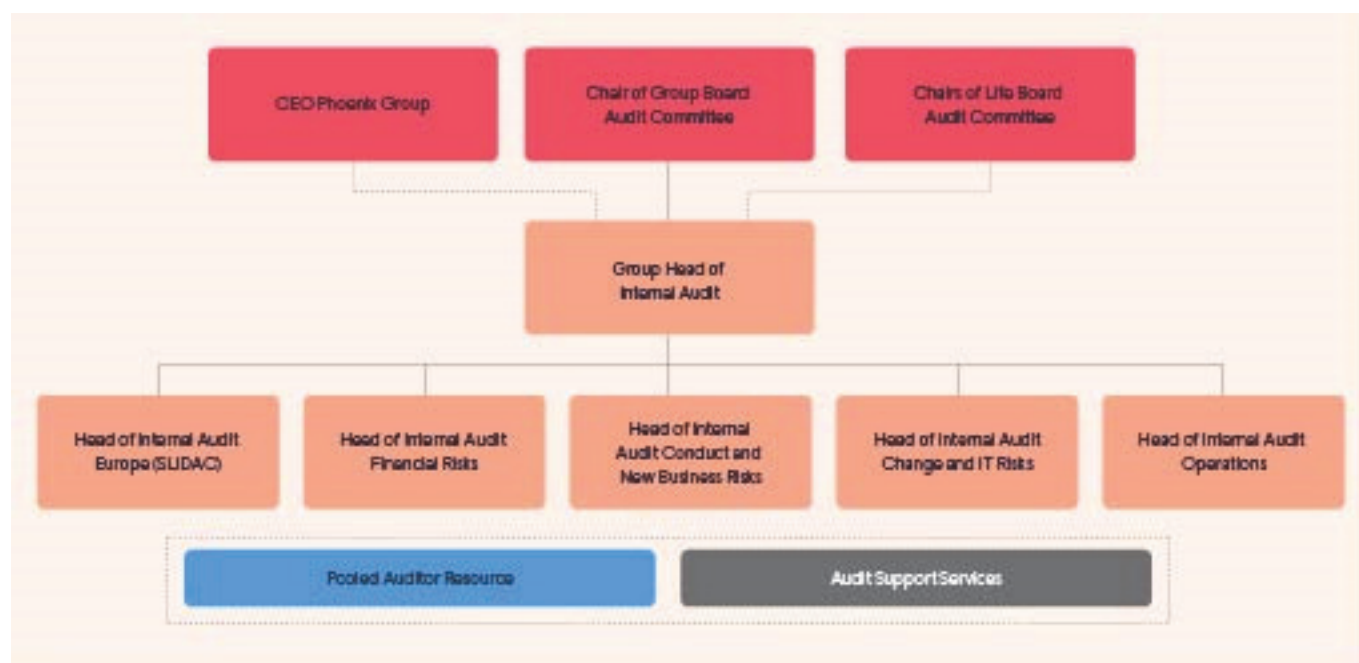 CEO Phoenix Group
Chair of Group Board
Audit Committee
Chairs of Life Board
Audit Committee
Group Head of
Internal Audit
Head of Internal Audit
Europe (SLIDAC)
Head of Internal Audit
Financial Risks
Head of Internal
Audit Conduct and
New Business Risks
Head of Internal Audit
Change and IT Risks
Head of Internal Audit
Operations
Pooled Auditor Resource
Audit Support Services